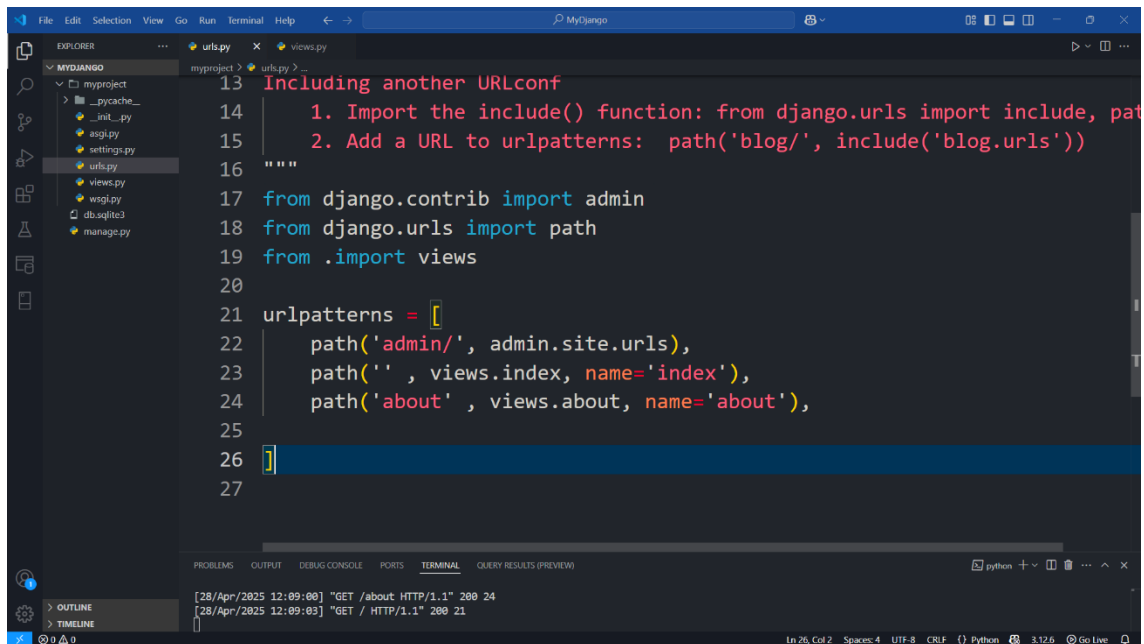 File Edit Selection View Go Run Terminal Help
MyDjango
EXPLORER
urls.py
views.py
MYDJANGO
myproject
__pycache__
__init__.py
asgi.py
settings.py
urls.py
views.py
wsgi.py
db.sqlite3
manage.py
OUTLINE
TIMELINE
myproject > urls.py > ...
13 Including another URLconf
14 1. Import the include() function: from django.urls import include, pat
15 2. Add a URL to urlpatterns: path('blog/', include('blog.urls'))
16 """
17 from django.contrib import admin
18 from django.urls import path
19 from .import views
20
21 urlpatterns = [
22 path('admin/', admin.site.urls),
23 path('' , views.index, name='index'),
24 path('about' , views.about, name='about'),
25
26 ]
27
PROBLEMS OUTPUT DEBUG CONSOLE PORTS TERMINAL QUERY RESULTS (PREVIEW)
python
[28/Apr/2025 12:09:00] "GET /about HTTP/1.1" 200 24
[28/Apr/2025 12:09:03] "GET / HTTP/1.1" 200 21
1
0 0
Ln 26, Col 2 Spaces: 4 UTF-8 CRLF {} Python 3.12.6 Go Live